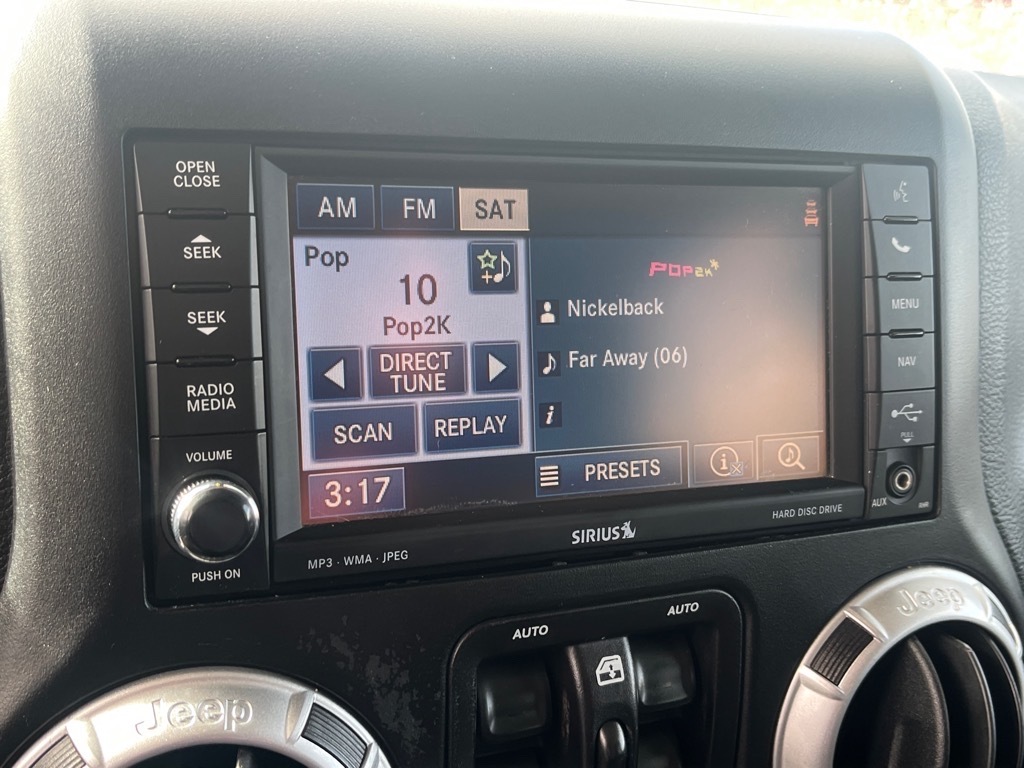 OPEN
CLOSE
SEEK
SEEK
RADIO
MEDIA
VOLUME
PUSH ON
AM FM SAT
Pop
10
Pop2K
DIRECT
TUNE
SCAN REPLAY
3:17
POP2K
Nickelback
Far Away (06)
i
PRESETS
i
MENU
NAV
PULL
AUX
MP3 · WMA · JPEG
SIRIUS
HARD DISC DRIVE
AUTO AUTO
Jeep
Jeep